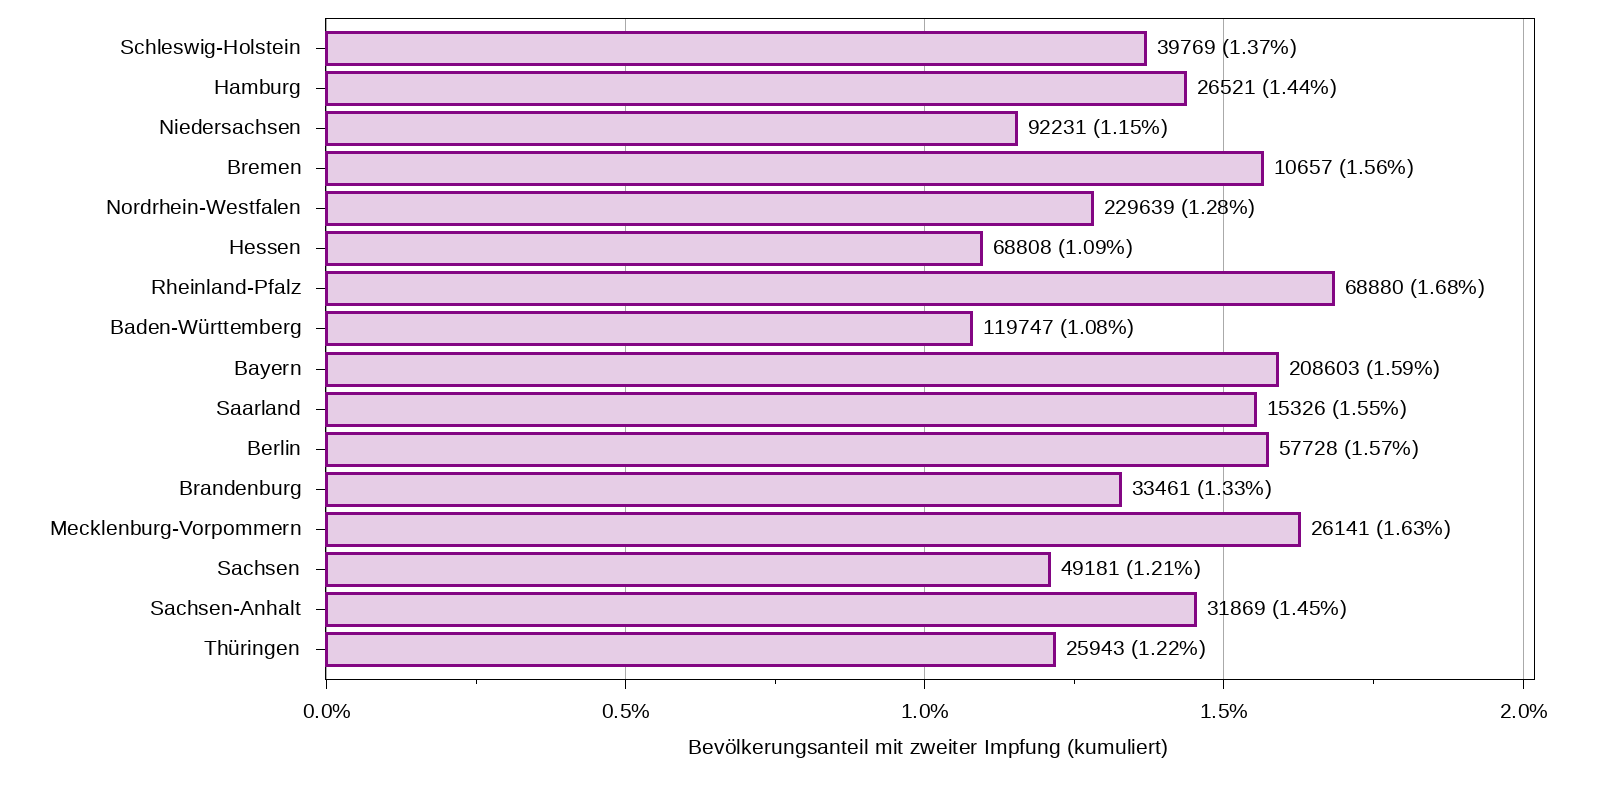 Schleswig-Holstein 39769 (1.37%)
Hamburg 26521 (1.44%)
Niedersachsen 92231 (1.15%)
Bremen 10657 (1.56%)
Nordrhein-Westfalen 229639 (1.28%)
Hessen 68808 (1.09%)
Rheinland-Pfalz 68880 (1.68%)
Baden-Württemberg 119747 (1.08%)
Bayern 208603 (1.59%)
Saarland 15326 (1.55%)
Berlin 57728 (1.57%)
Brandenburg 33461 (1.33%)
Mecklenburg-Vorpommern 26141 (1.63%)
Sachsen 49181 (1.21%)
Sachsen-Anhalt 31869 (1.45%)
Thüringen 25943 (1.22%)
0.0% 0.5% 1.0% 1.5% 2.0%
Bevölkerungsanteil mit zweiter Impfung (kumuliert)